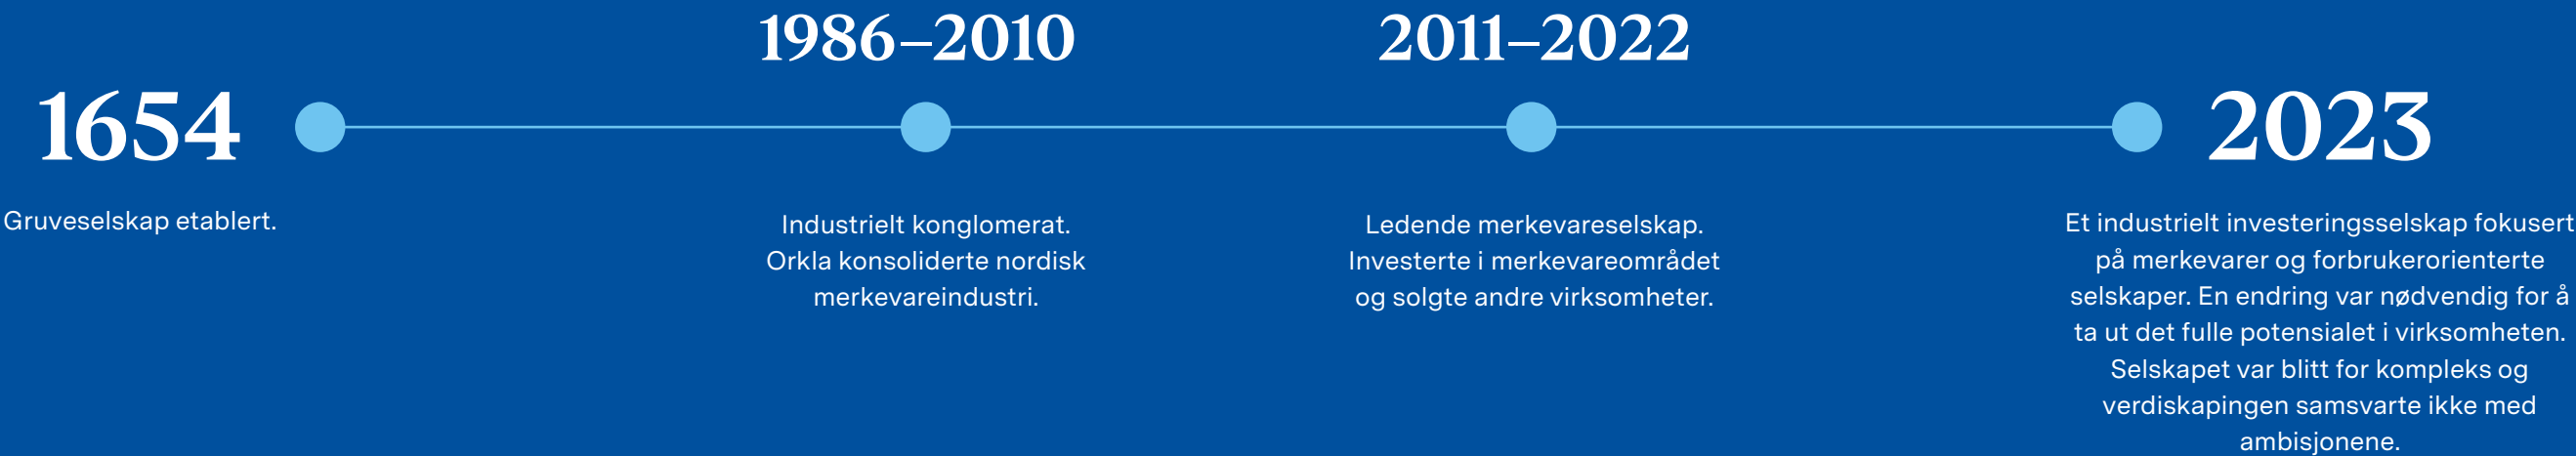 1654
Gruveselskap etablert.
1986–2010
Industrielt konglomerat.
Orkla konsoliderte nordisk
merkevareindustri.
2011–2022
Ledende merkevareselskap.
Investerte i merkevareområdet
og solgte andre virksomheter.
2023
Et industrielt investeringsselskap fokusert
på merkevarer og forbrukerorienterte
selskaper. En endring var nødvendig for å
ta ut det fulle potensialet i virksomheten.
Selskapet var blitt for kompleks og
verdiskapingen samsvarte ikke med
ambisjonene.